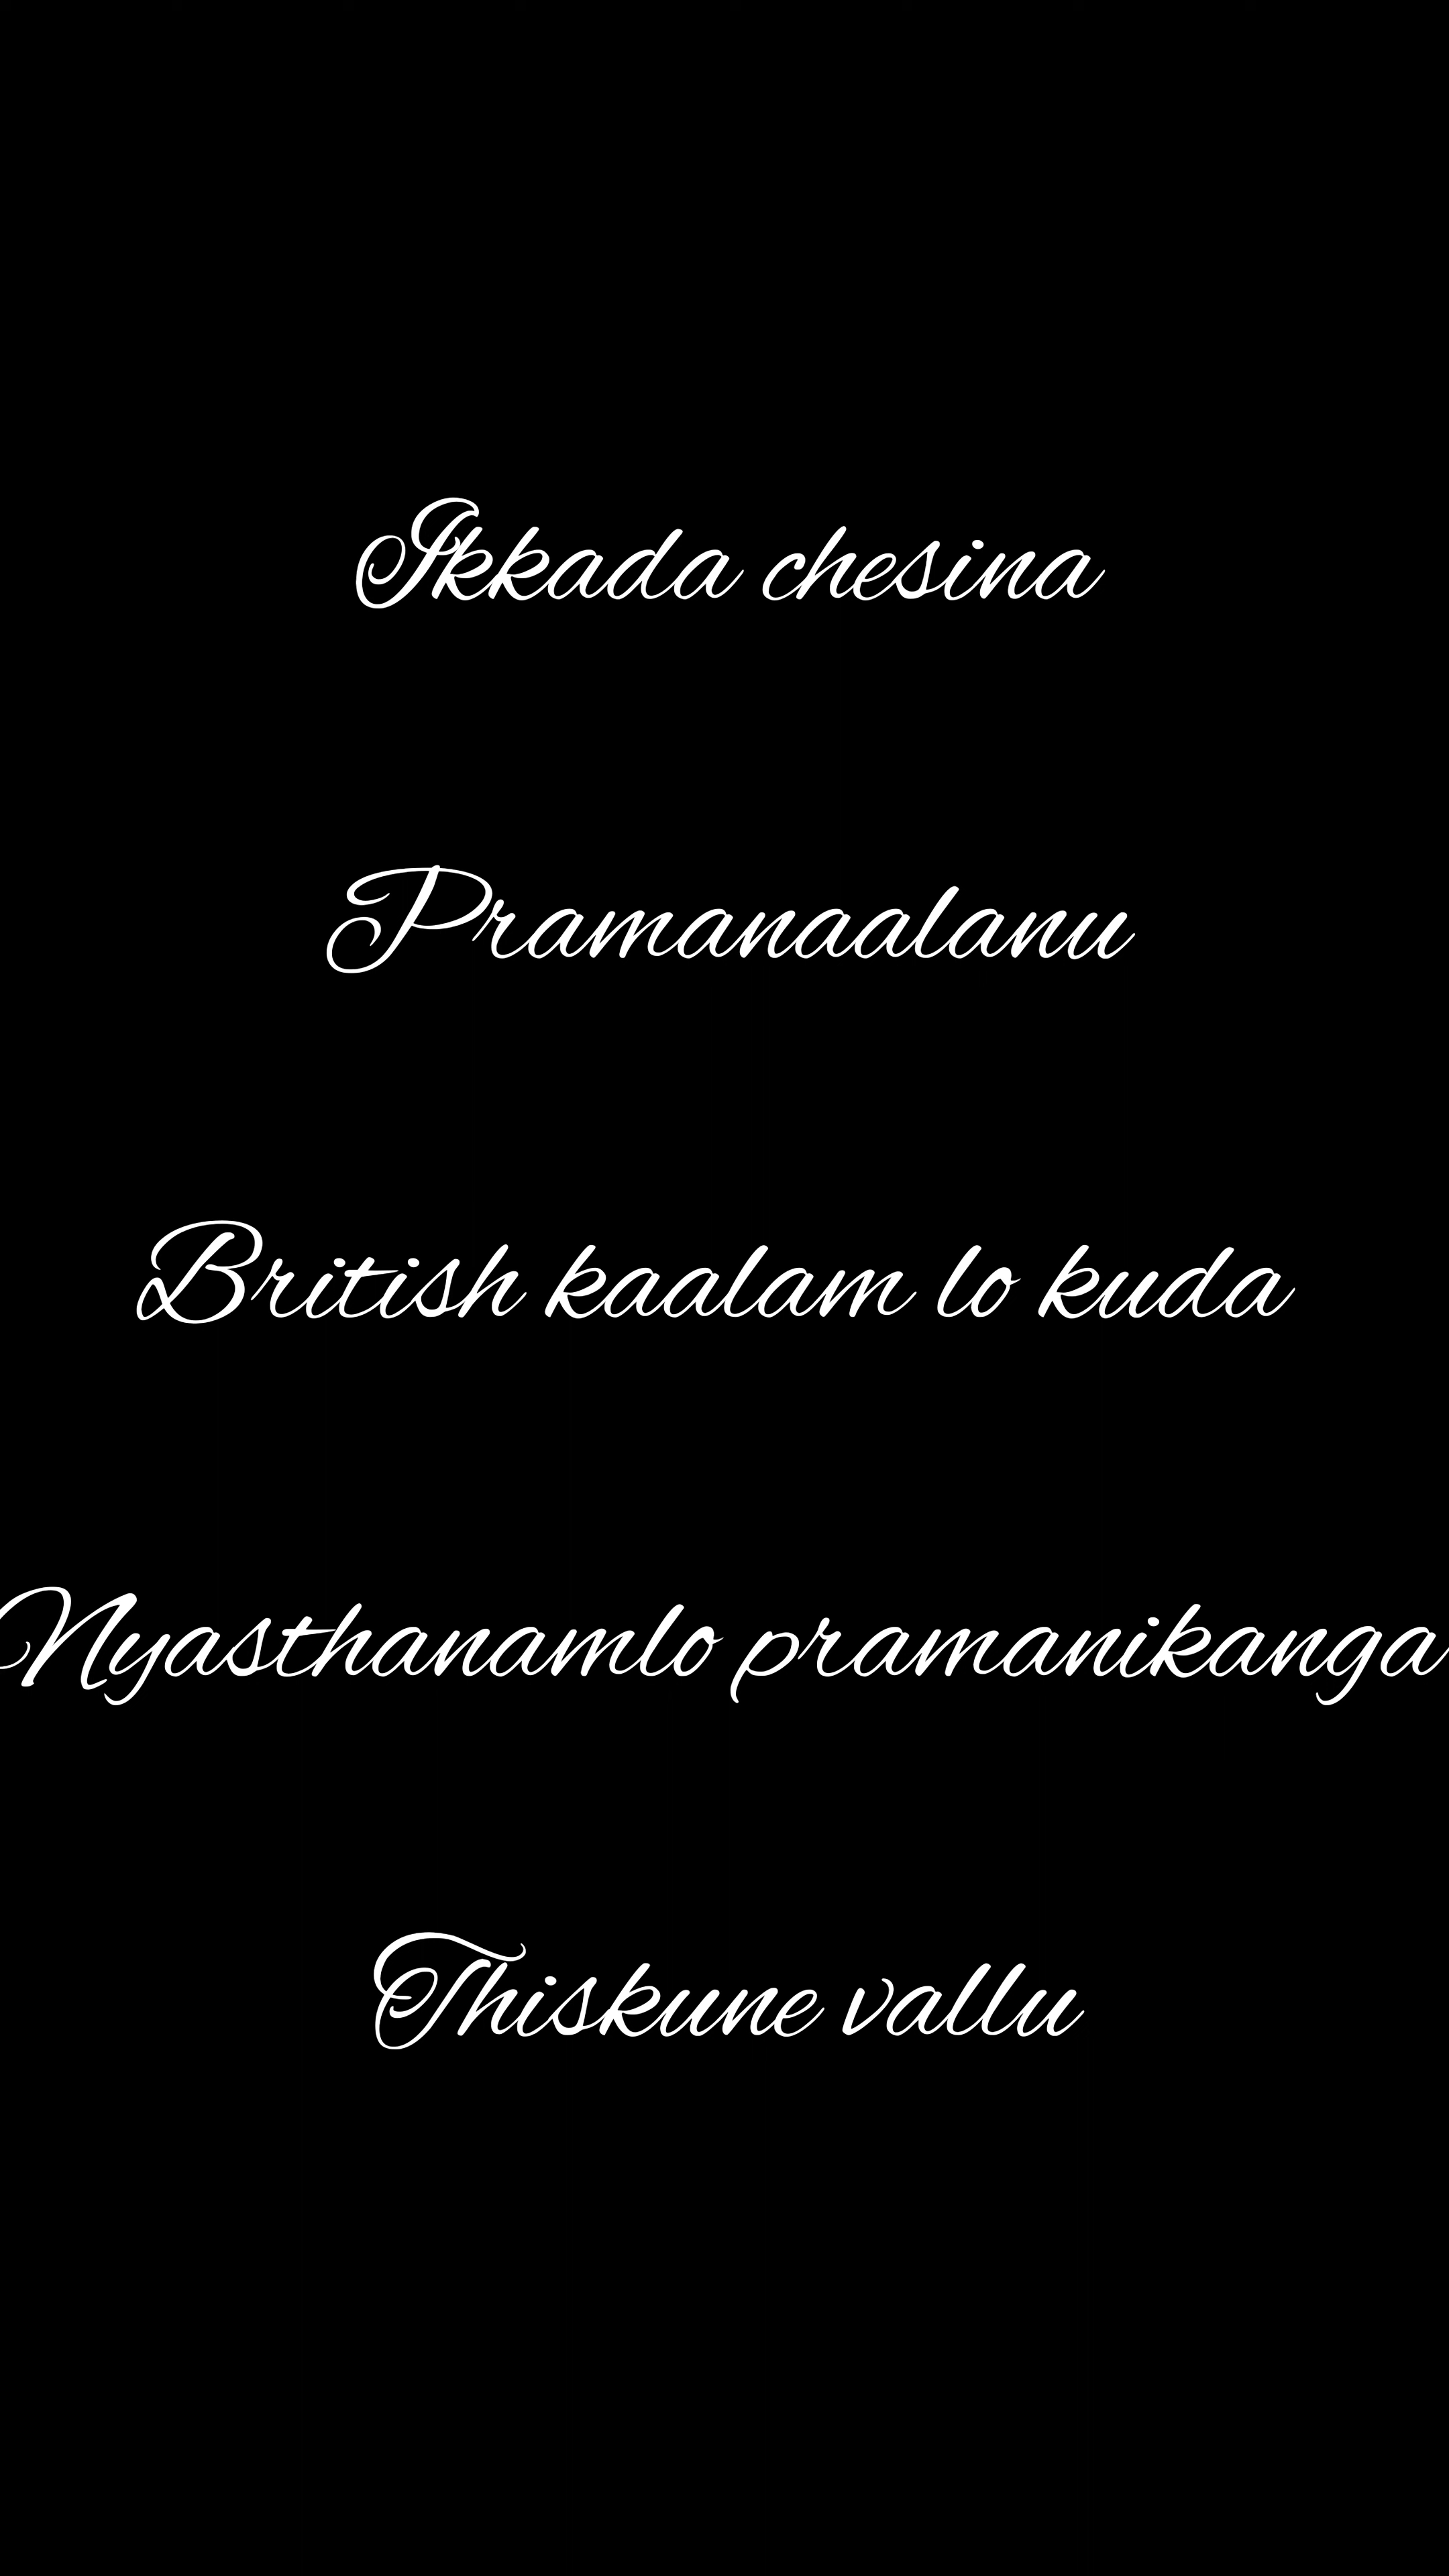 Ikkada chesina
Pramanaalanu
British kaalam lo kuda
Nyasthanamlo pramanikanga
Thiskune vallu